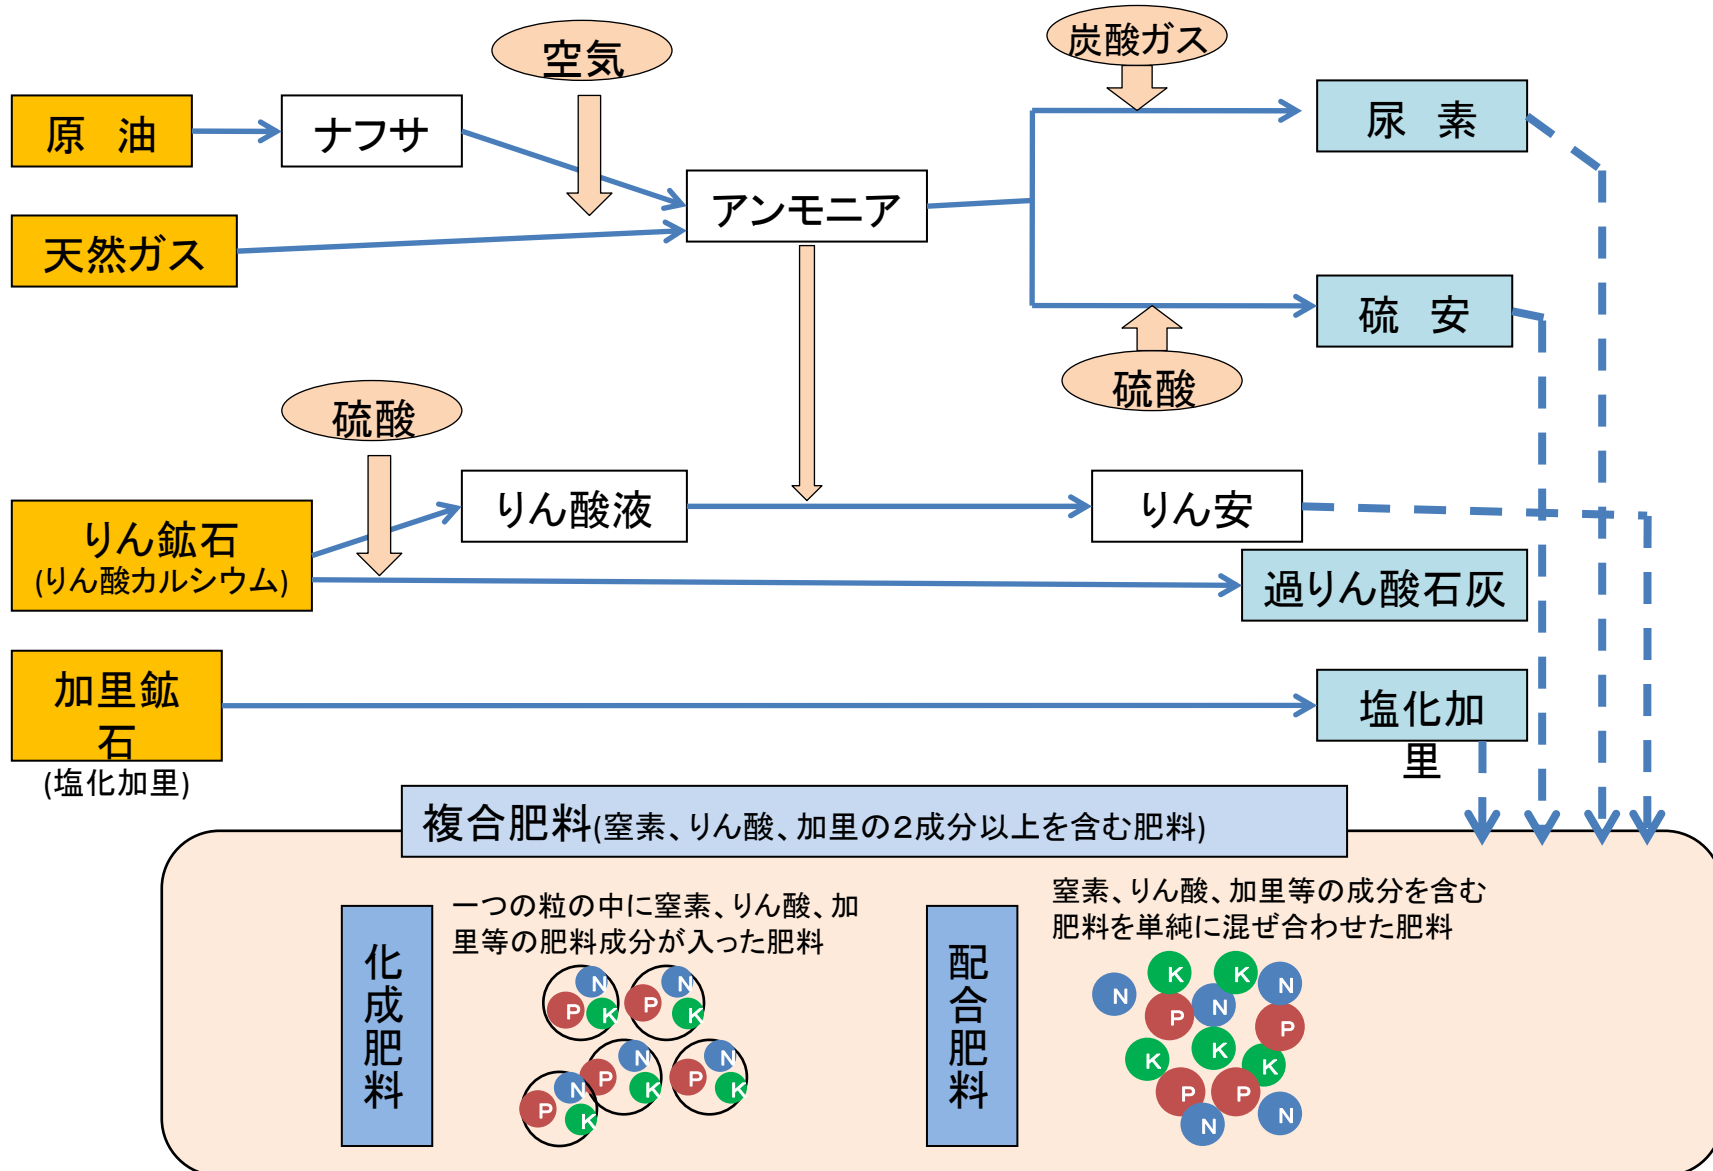 空気
炭酸ガス
原　油
ナフサ
尿　素
アンモニア
天然ガス
硫　安
硫酸
硫酸
りん鉱石
(りん酸カルシウム)
りん酸液
りん安
過りん酸石灰
加里鉱
石
(塩化加里)
塩化加
里
複合肥料(窒素、りん酸、加里の２成分以上を含む肥料)
化成肥料
一つの粒の中に窒素、りん酸、加
里等の肥料成分が入った肥料
N
P
K
N
P
K
N
P
K
N
P
K
N
P
K
配合肥料
窒素、りん酸、加里等の成分を含む
肥料を単純に混ぜ合わせた肥料
K
K
N
N
N
P
P
K
K
K
P
P
N
N